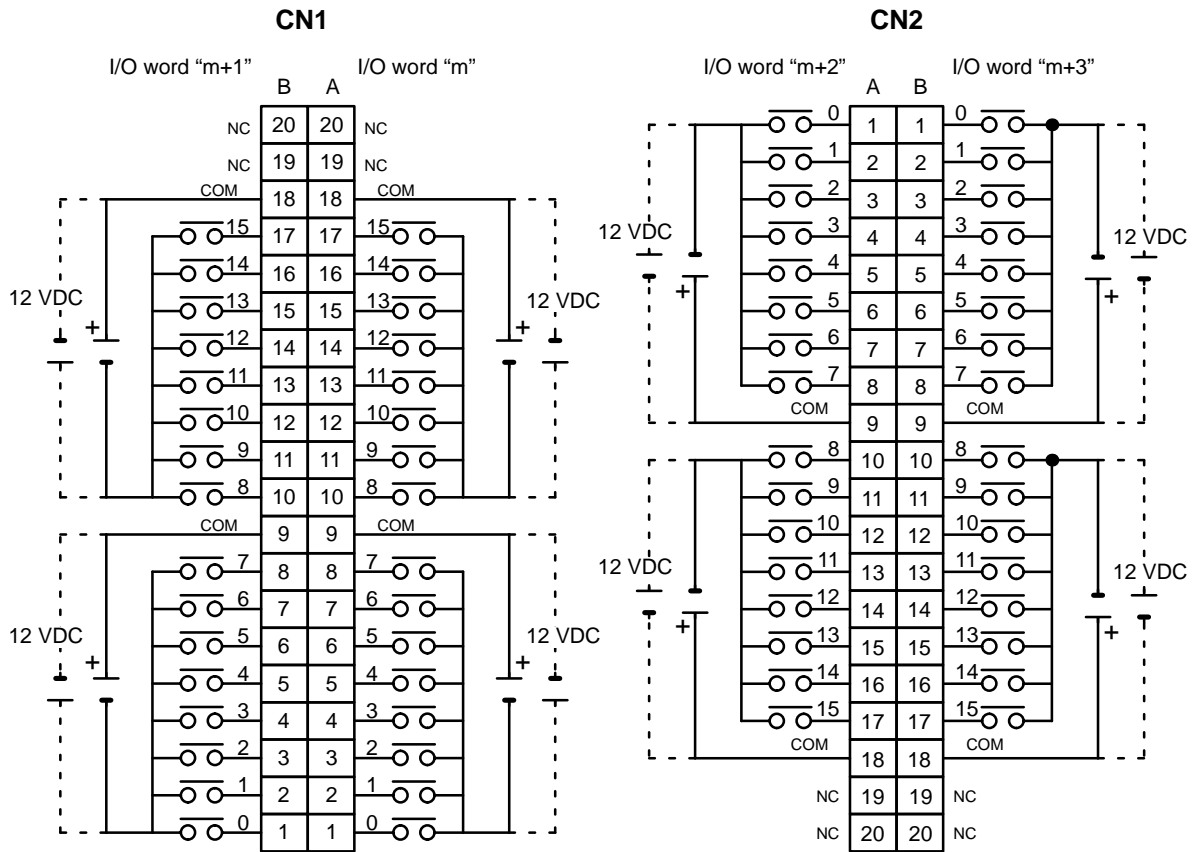 CN1
I/O word “m+1” I/O word “m”
B A
NC 20 20 NC
NC 19 19 NC
COM 18 18 COM
15 17 17 15
14 16 16 14
13 15 15 13
12 VDC 12 VDC
+ 12 14 14 12 +
11 13 13 11
10 12 12 10
9 11 11 9
8 10 10 8
COM 9 9 COM
7 8 8 7
6 7 7 6
12 VDC 5 6 6 5 12 VDC
+ 4 5 5 4 +
3 4 4 3
2 3 3 2
1 2 2 1
0 1 1 0
CN2
I/O word “m+2” I/O word “m+3”
A B
0 1 1 0
1 2 2 1
2 3 3 2
12 VDC 3 4 4 3 12 VDC
4 5 5 4
+ 5 6 6 5 +
6 7 7 6
7 8 8 7
COM 9 9 COM
8 10 10 8
9 11 11 9
10 12 12 10
12 VDC 11 13 13 11 12 VDC
12 14 14 12
+ 13 15 15 13 +
14 16 16 14
15 17 17 15
COM 18 18 COM
NC 19 19 NC
NC 20 20 NC